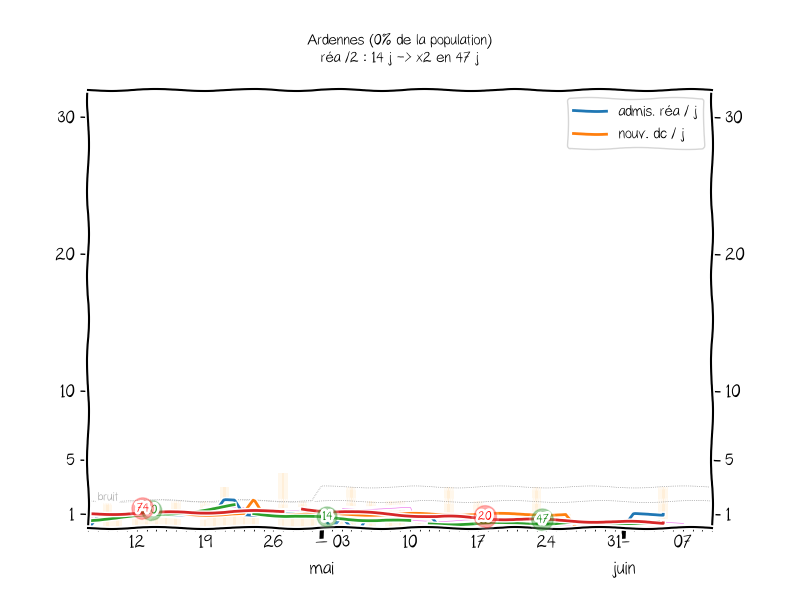 Ardennes (0% de la population)
réa /2 : 14 j -> x2 en 47 j
admis. réa / j
nouv. dc / j
30 30
20 20
10 10
5 5
bruit
74 0 14 20 47
1 1
12 19 26 03 10 17 24 31 07
mai juin